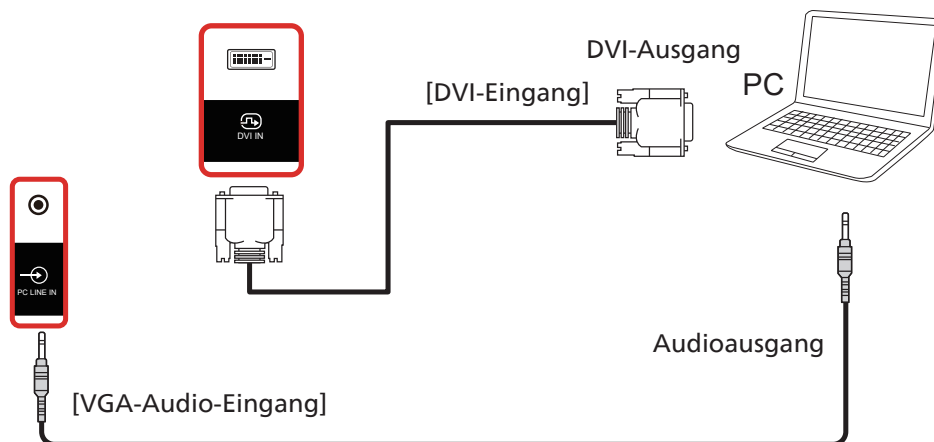 DVI-Ausgang
PC
[DVI-Eingang]
DVI IN
PC LINE IN
Audioausgang
[VGA-Audio-Eingang]